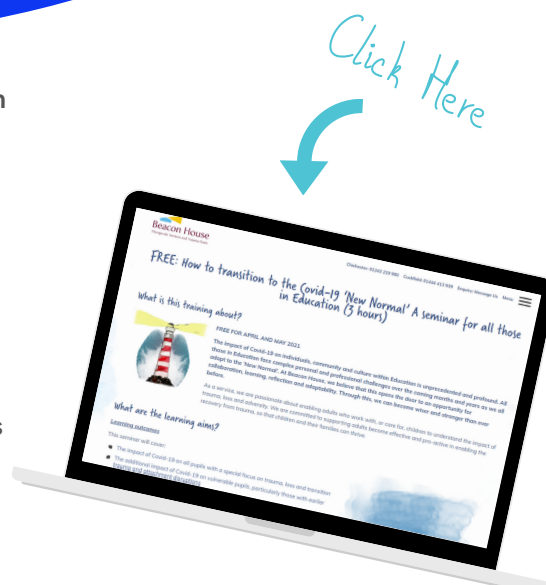 Click Here
n
s
Beacon House
Therapeutic Services and Trauma Team
FREE: How to transition to the Covid-19 'New Normal' A seminar for all those
in Education (3 hours)
What is this training about?
FREE FOR APRIL AND MAY 2021
The impact of Covid-19 on individuals, community and culture within Education is unprecedented and profound. All
those in Education face complex personal and professional challenges over the coming months and years as we all
adapt to the 'New Normal'. At Beacon House, we believe that this opens the door to an opportunity for
collaboration, learning, reflection and adaptability. Through this, we can become wiser and stronger than ever
before.
As a service, we are passionate about enabling adults who work with, or care for, children to understand the impact of
trauma, loss and adversity. We are committed to supporting adults become effective and pro-active in enabling the
recovery from trauma, so that children and their families can thrive.
What are the learning aims?
Learning outcomes
This seminar will cover:
The impact of Covid-19 on all pupils with a special focus on trauma, loss and transition
The additional impact of Covid-19 on vulnerable pupils, particularly those with earlier
trauma and attachment disruptions